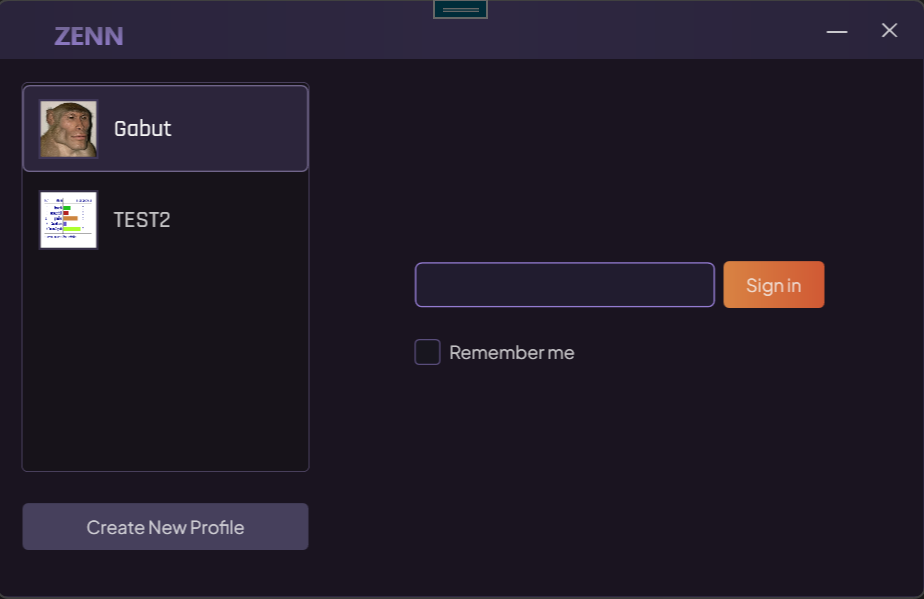 ZENN
Gabut
TEST2
Sign in
Remember me
Create New Profile